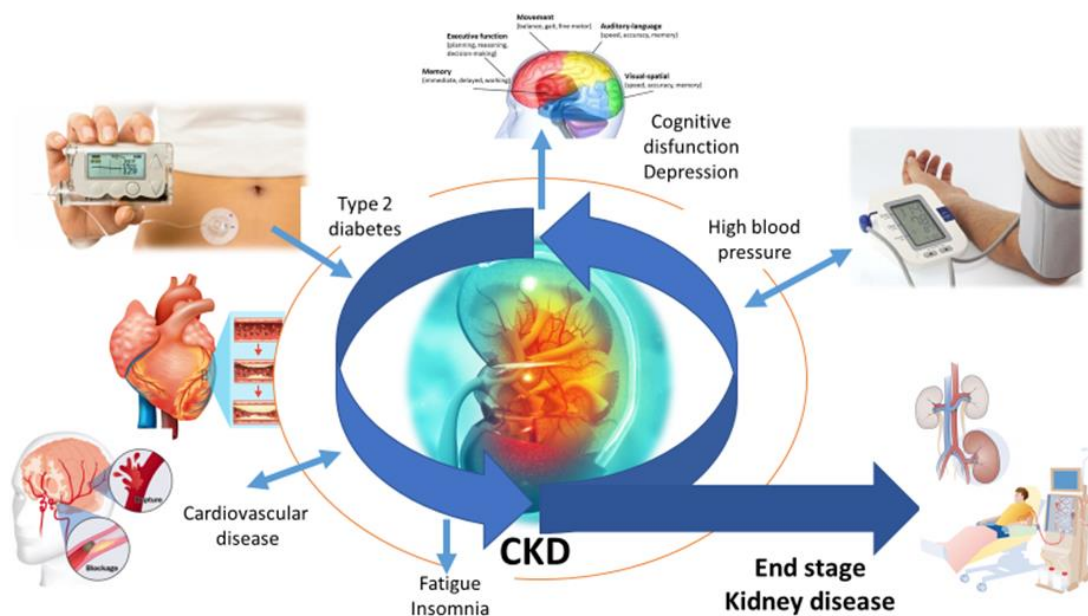 Movement
(balance, gait, fine motor)
Auditory-language
(speed, accuracy, memory)
Executive function
(planning, reasoning,
decision-making)
Memory
(immediate, delayed, working)
Visual-spatial
(speed, accuracy, memory)
Cognitive
disfunction
Depression
Type 2
diabetes
High blood
pressure
Rupture
Blockage
Cardiovascular
disease
Fatigue
Insomnia
CKD
End stage
Kidney disease